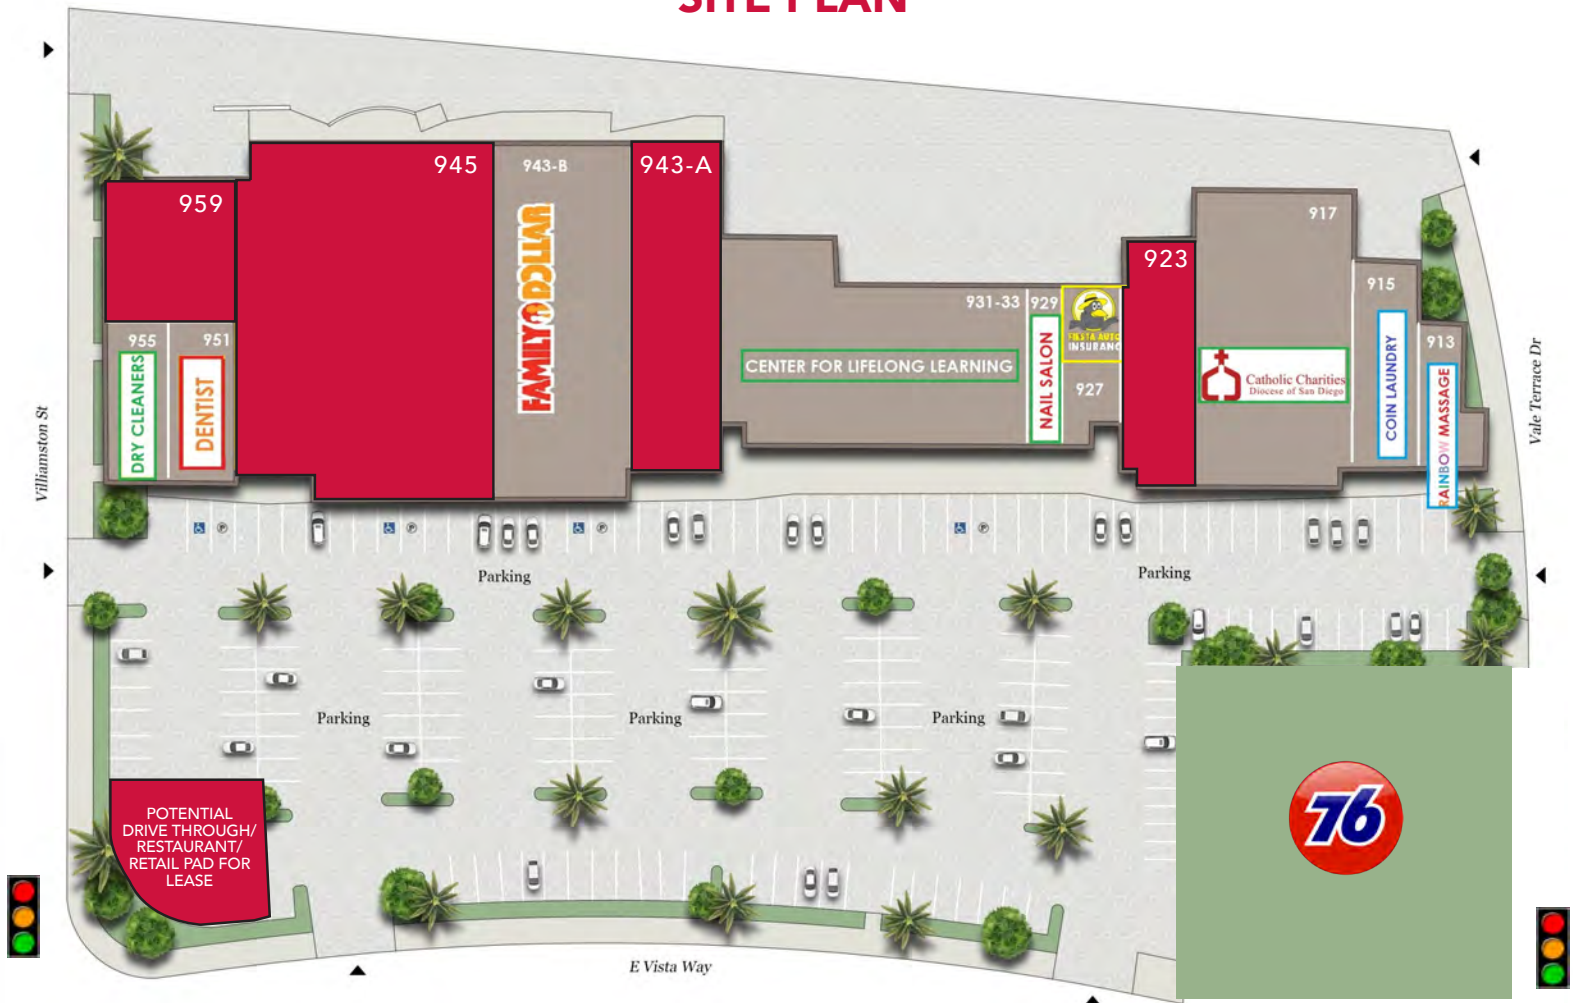 SITE PLAN
945
943-B
943-A
959
917
923
915
931-33
929
FIESTA AUTO
INSURANC
955
951
913
FAMILY DOLLAR
CENTER FOR LIFELONG LEARNING
NAIL SALON
927
Catholic Charities
Diocese of San Diego
COIN LAUNDRY
RAINBOW MASSAGE
DRY CLEANERS
DENTIST
Villiamston St
Vale Terrace Dr
P
P
P
P
Parking
Parking
Parking
Parking
Parking
POTENTIAL
DRIVE THROUGH/
RESTAURANT/
RETAIL PAD FOR
LEASE
76
E Vista Way